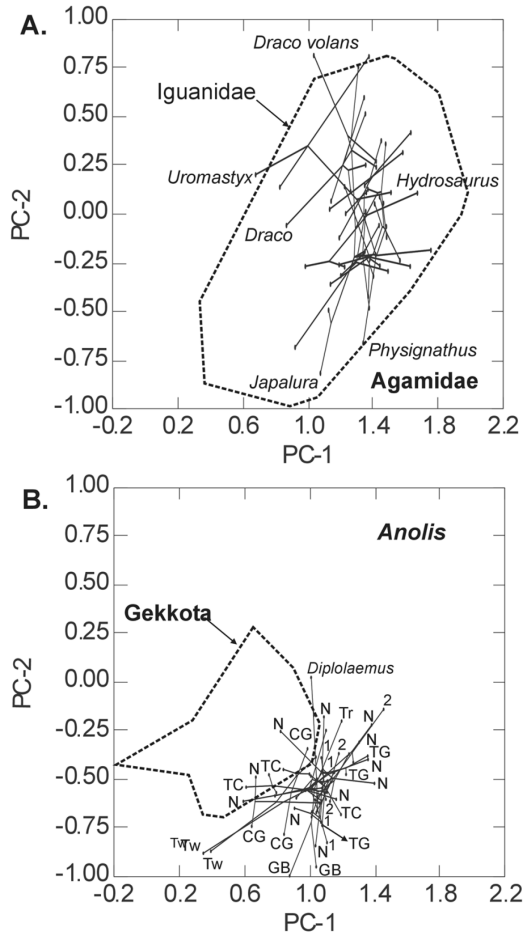 A.
1.00
0.75
0.50
0.25
0.00
-0.25
-0.50
-0.75
-1.00
PC-2
Draco volans
Iguanidae
Uromastyx
Hydrosaurus
Draco
Physignathus
Japalura
Agamidae
-0.2 0.2 0.6 1.0 1.4 1.8 2.2
PC-1
B.
1.00
0.75
0.50
0.25
0.00
-0.25
-0.50
-0.75
-1.00
PC-2
Anolis
Gekkota
Diplolaemus
N CG N 1 Tr 2 N 2
N TG
N TC 1 TG N
TC N N TC
N 2
CG CG N 1 TG
Tw Tw Tw
GB GB
-0.2 0.2 0.6 1.0 1.4 1.8 2.2
PC-1